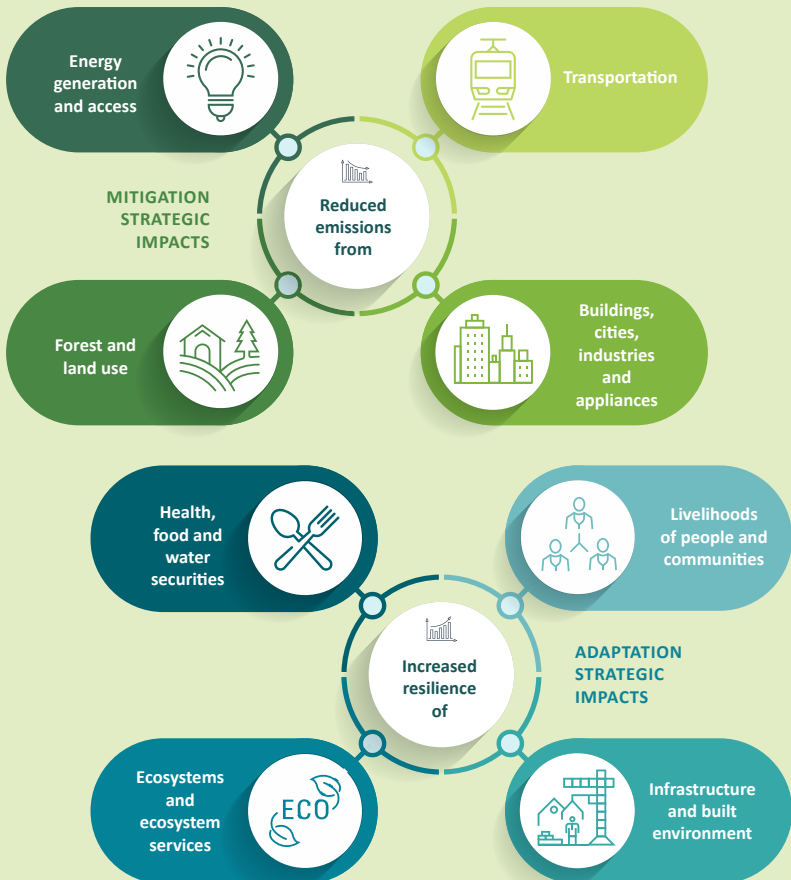 Energy
generation
and access
Transportation
MITIGATION
STRATEGIC
IMPACTS
Reduced
emissions
from
Forest and
land use
Buildings,
cities,
industries
and
appliances
Health,
food and
water
securities
Livelihoods
of people and
communities
Increased
resilience
of
ADAPTATION
STRATEGIC
IMPACTS
Ecosystems
and
ecosystem
services
ECO
Infrastructure
and built
environment